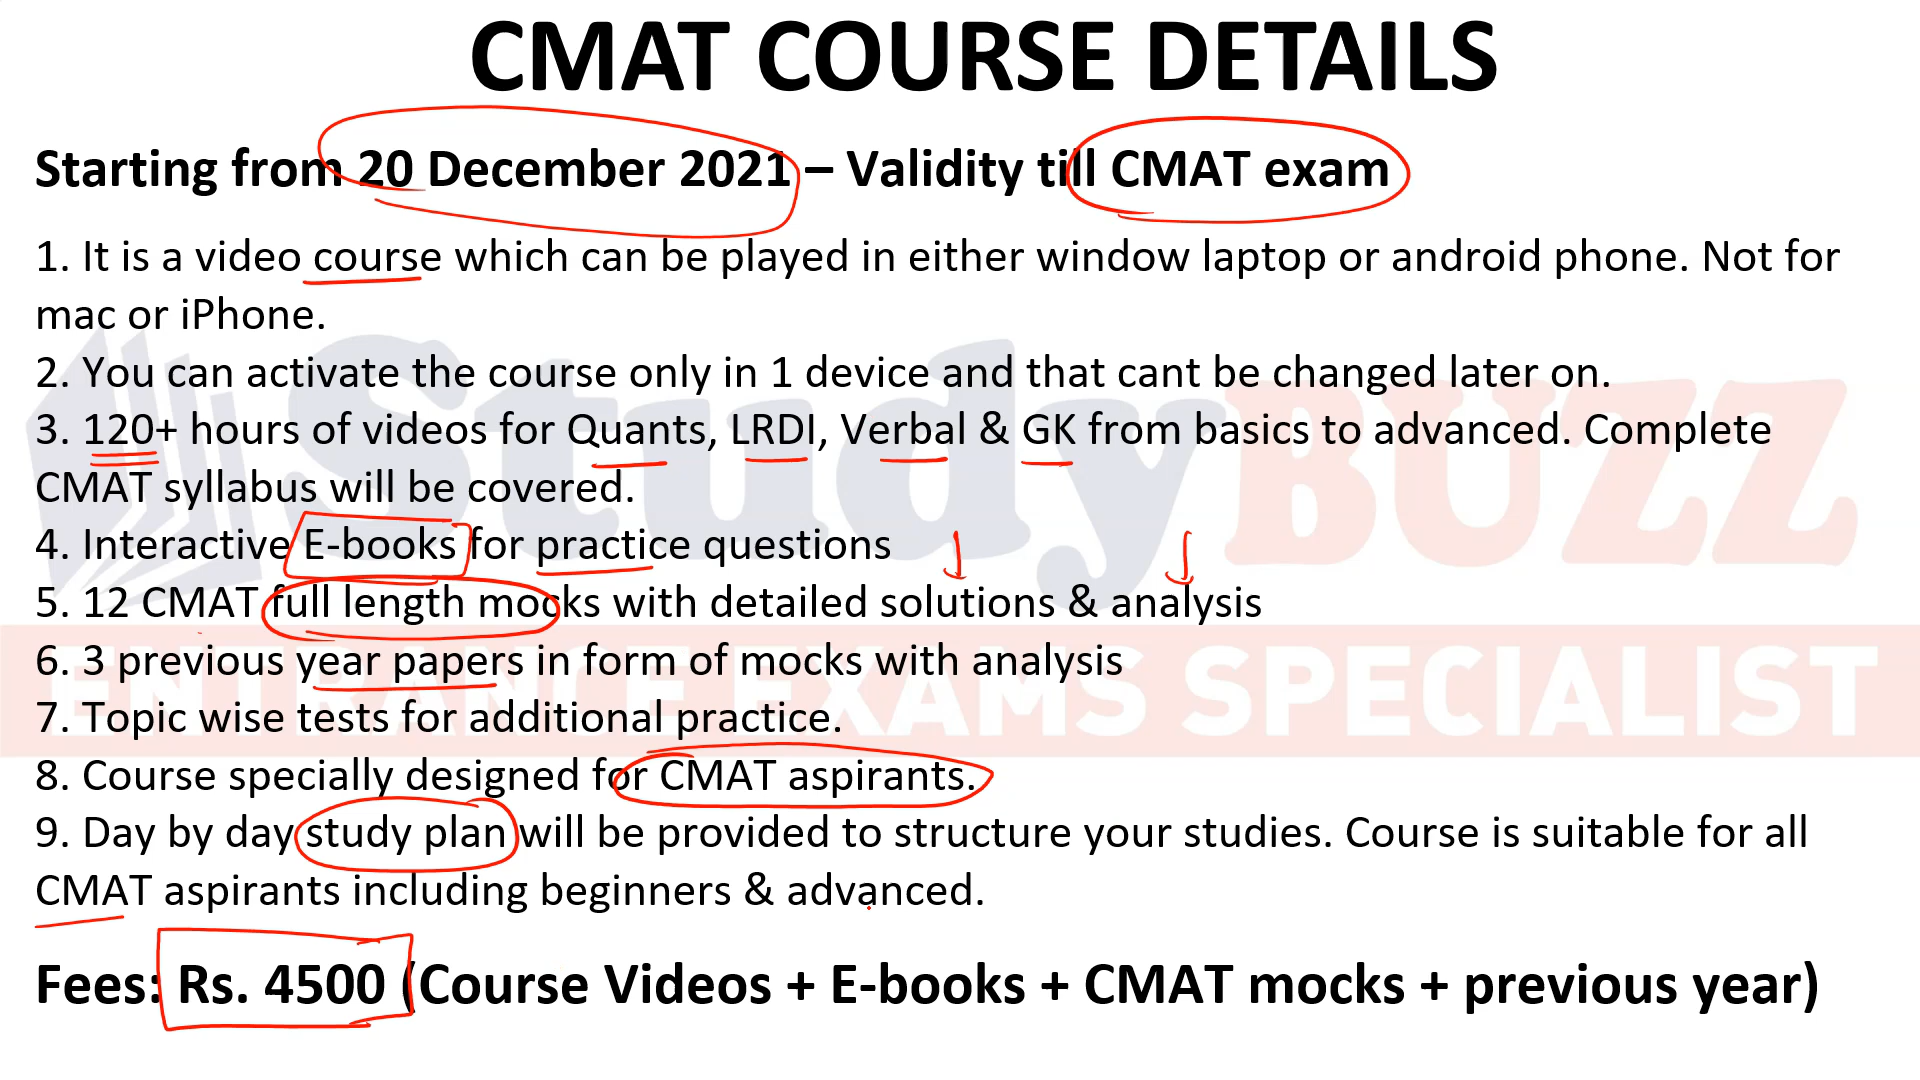 CMAT COURSE DETAILS
Starting from 20 December 2021 – Validity till CMAT exam
1. It is a video course which can be played in either window laptop or android phone. Not for
mac or iPhone.
2. You can activate the course only in 1 device and that cant be changed later on.
3. 120+ hours of videos for Quants, LRDI, Verbal & GK from basics to advanced. Complete
CMAT syllabus will be covered.
4. Interactive E-books for practice questions
5. 12 CMAT full length mocks with detailed solutions & analysis
6. 3 previous year papers in form of mocks with analysis
7. Topic wise tests for additional practice.
8. Course specially designed for CMAT aspirants.
9. Day by day study plan will be provided to structure your studies. Course is suitable for all
CMAT aspirants including beginners & advanced.
Fees: Rs. 4500 (Course Videos + E-books + CMAT mocks + previous year)
StudyBUZZ
ENTRANCE EXAMS SPECIALIST